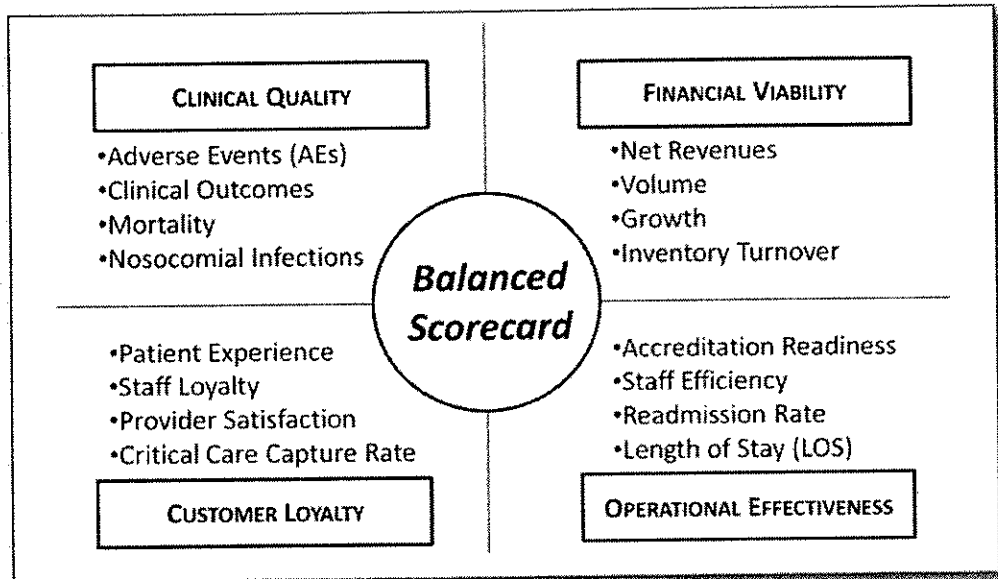 CLINICAL QUALITY
•Adverse Events (AEs)
•Clinical Outcomes
•Mortality
•Nosocomial Infections
FINANCIAL VIABILITY
•Net Revenues
•Volume
•Growth
•Inventory Turnover
Balanced
Scorecard
•Patient Experience
•Staff Loyalty
•Provider Satisfaction
•Critical Care Capture Rate
CUSTOMER LOYALTY
•Accreditation Readiness
•Staff Efficiency
•Readmission Rate
•Length of Stay (LOS)
OPERATIONAL EFFECTIVENESS